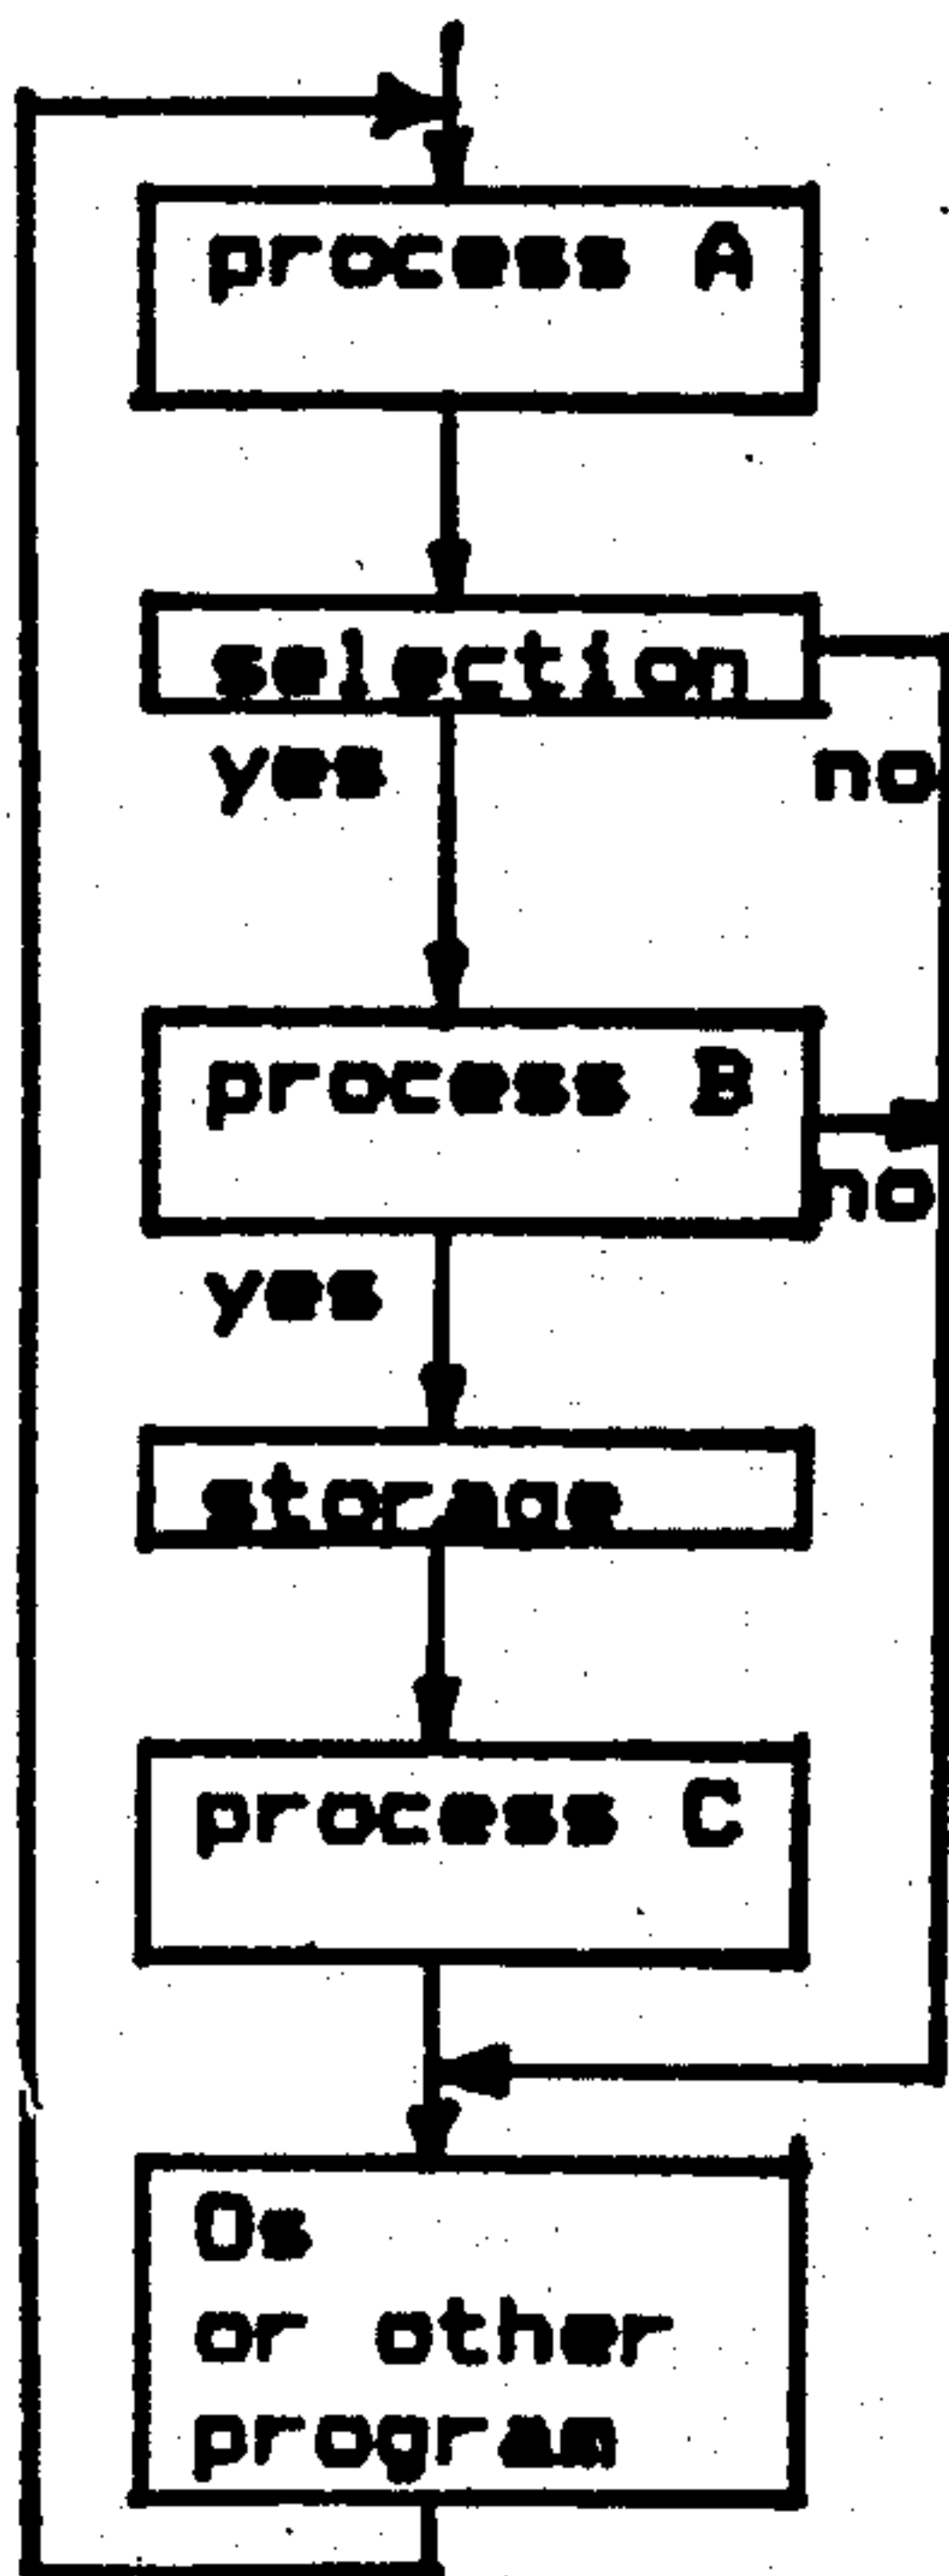 process A
selection
yes
no
process B
no
yes
storage
process C
Os
or other
program